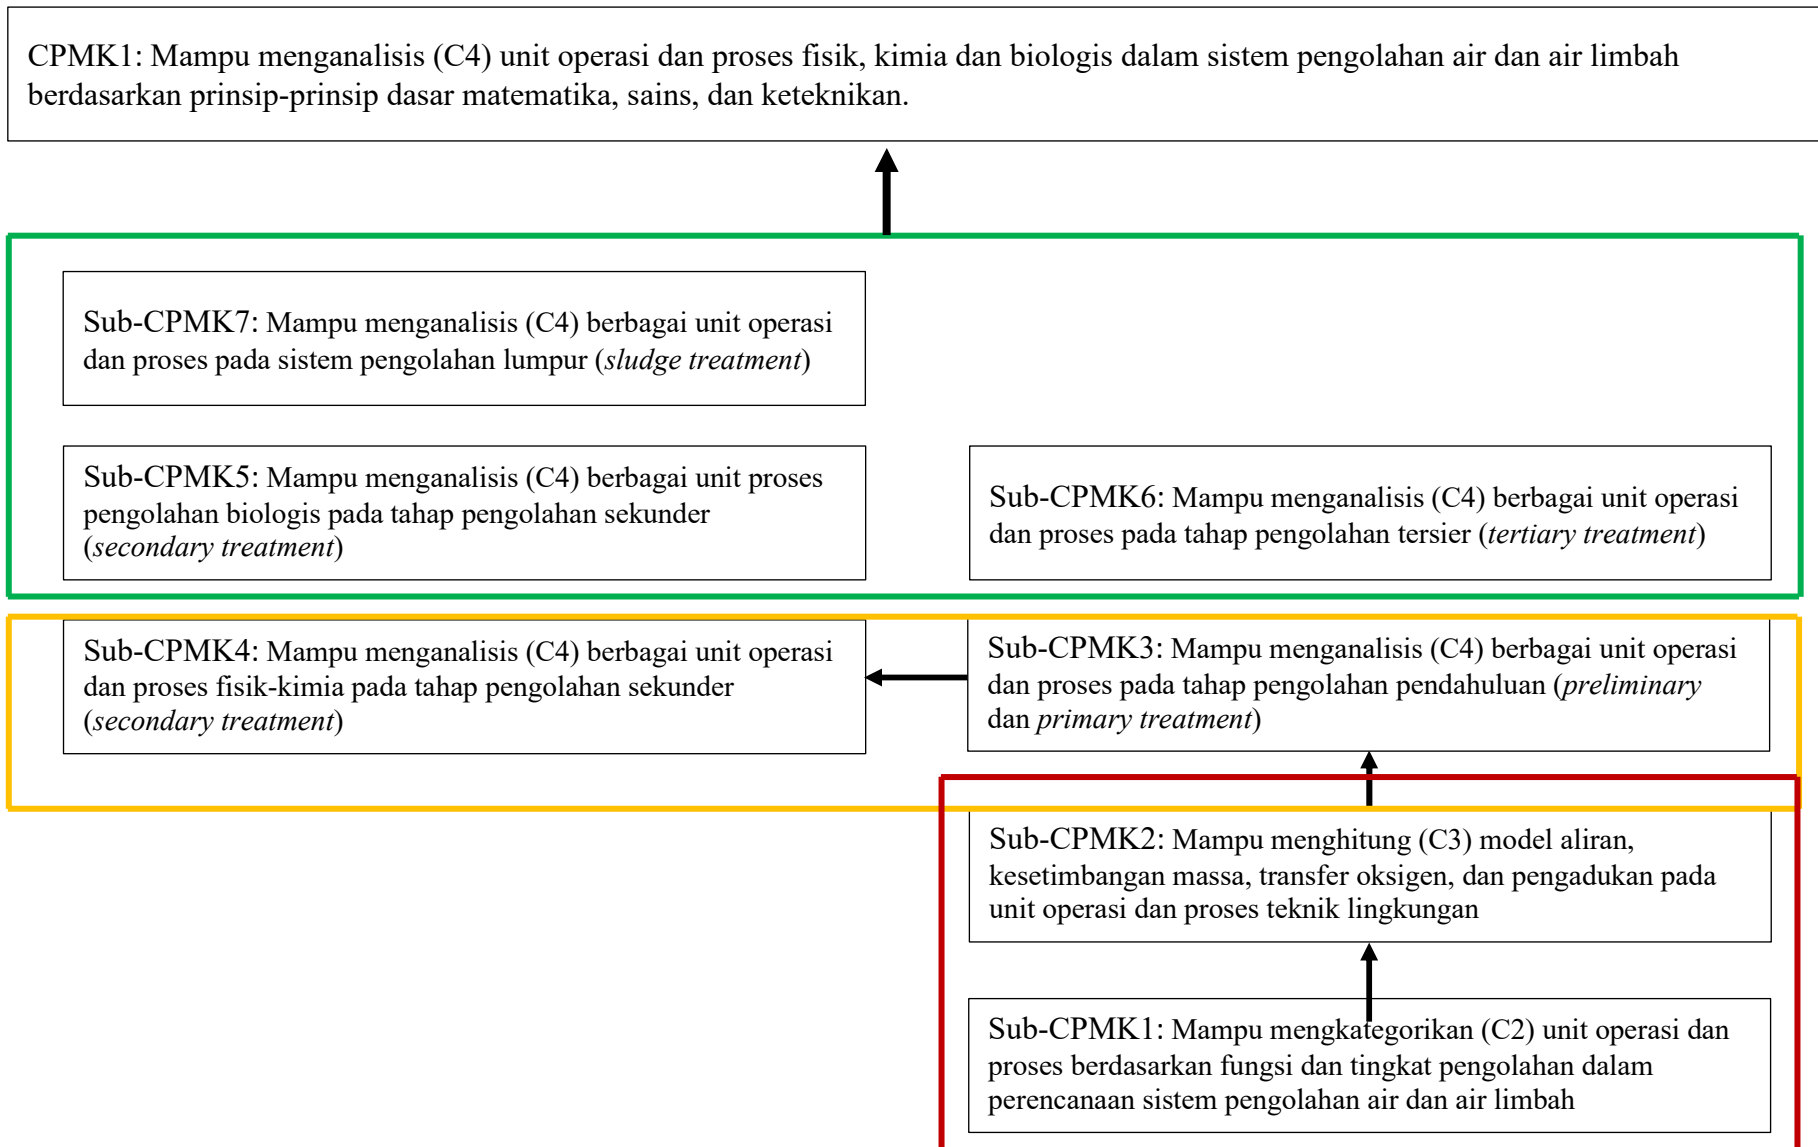 CPMK1: Mampu menganalisis (C4) unit operasi dan proses fisik, kimia dan biologis dalam sistem pengolahan air dan air limbah
berdasarkan prinsip-prinsip dasar matematika, sains, dan keteknikan.
Sub-CPMK7: Mampu menganalisis (C4) berbagai unit operasi
dan proses pada sistem pengolahan lumpur (sludge treatment)
Sub-CPMK5: Mampu menganalisis (C4) berbagai unit proses
pengolahan biologis pada tahap pengolahan sekunder
(secondary treatment)
Sub-CPMK6: Mampu menganalisis (C4) berbagai unit operasi
dan proses pada tahap pengolahan tersier (tertiary treatment)
Sub-CPMK4: Mampu menganalisis (C4) berbagai unit operasi
dan proses fisik-kimia pada tahap pengolahan sekunder
(secondary treatment)
Sub-CPMK3: Mampu menganalisis (C4) berbagai unit operasi
dan proses pada tahap pengolahan pendahuluan (preliminary
dan primary treatment)
Sub-CPMK2: Mampu menghitung (C3) model aliran,
kesetimbangan massa, transfer oksigen, dan pengadukan pada
unit operasi dan proses teknik lingkungan
Sub-CPMK1: Mampu mengkategorikan (C2) unit operasi dan
proses berdasarkan fungsi dan tingkat pengolahan dalam
perencanaan sistem pengolahan air dan air limbah